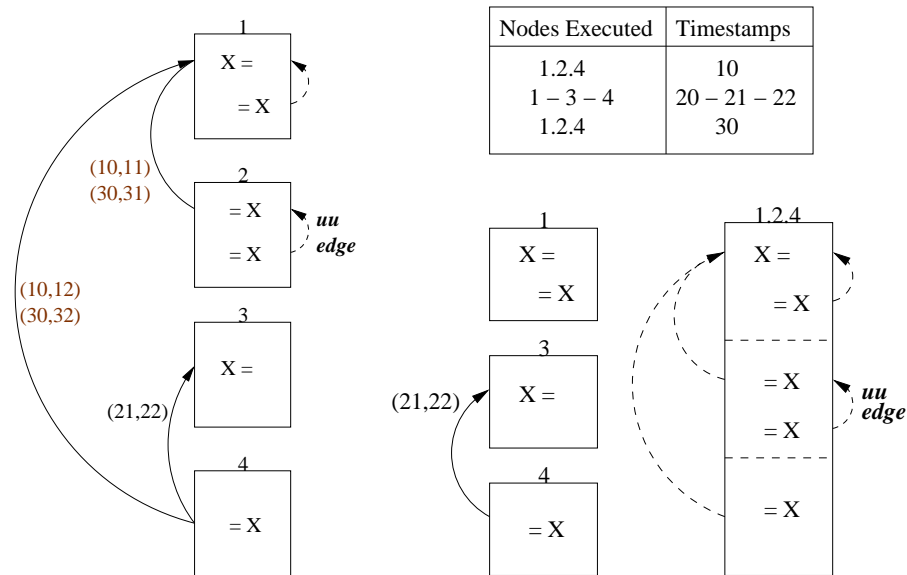 1
X =
= X
(10,11)
(30,31)
2
= X
= X
uu
edge
(10,12)
(30,32)
3
X =
(21,22)
4
= X
Nodes Executed Timestamps
1.2.4 10
1 – 3 – 4 20 – 21 – 22
1.2.4 30
1
X =
= X
3
X =
(21,22)
4
= X
1.2.4
X =
= X
= X
= X
uu
edge
= X